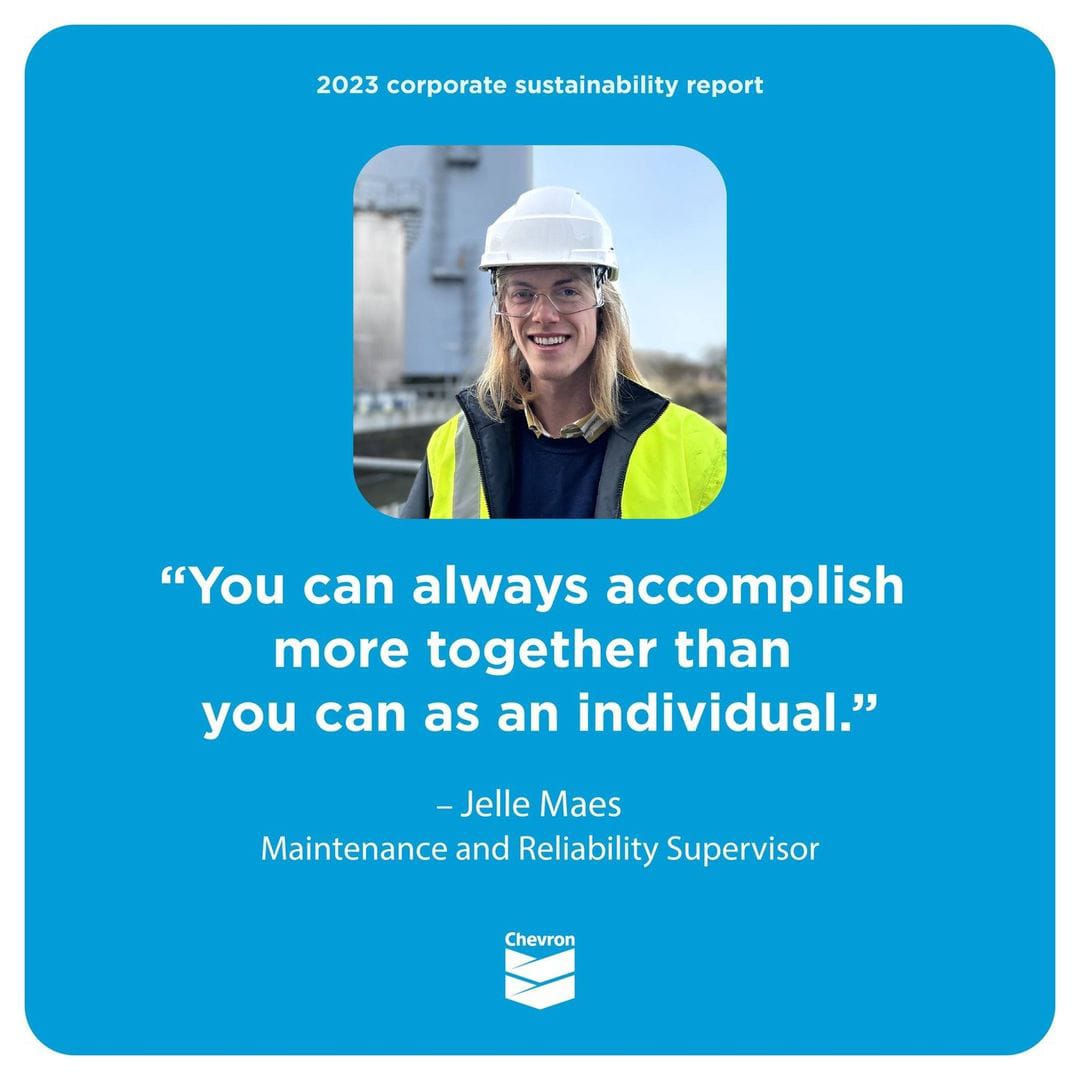 2023 corporate sustainability report
“You can always accomplish
more together than
you can as an individual.”
– Jelle Maes
Maintenance and Reliability Supervisor
Chevron